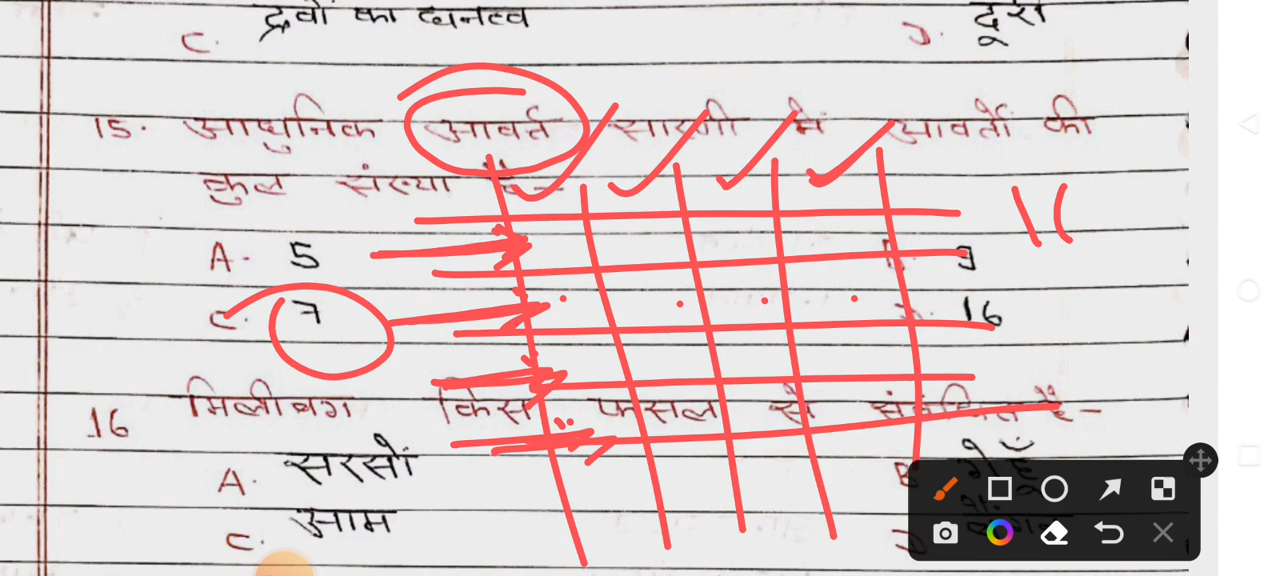 C. द्रवों का घनत्व
D. दूरी
15. आधुनिक आवर्त सारणी में आवर्तों की
कुल संख्या है-
A. 5
9
C. 7
16
16 मिलीबग किस फसल से संबंधित है-
A. सरसों
B गेहूँ
C. आम
D